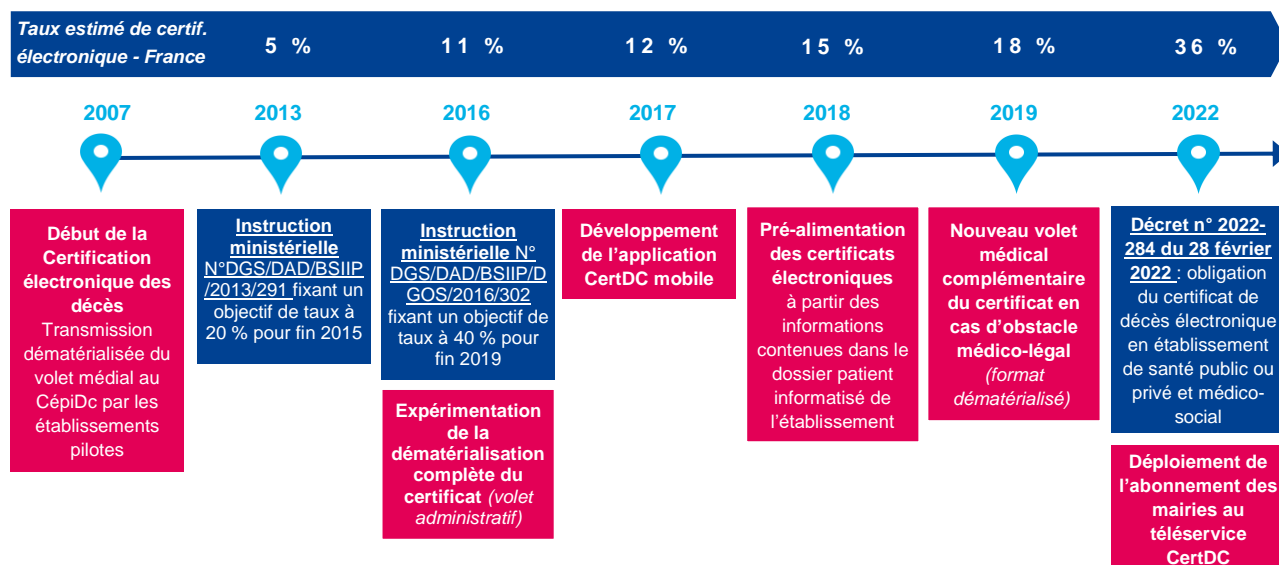 Taux estimé de certif.
électronique - France
5 %
11 %
12 %
15 %
18 %
36 %
2007
2013
2016
2017
2018
2019
2022
Début de la
Certification
électronique des
décès
Transmission
dématérialisée du
volet médial au
CépiDc par les
établissements
pilotes
Instruction
ministérielle
N°DGS/DAD/BSIIP
/2013/291 fixant un
objectif de taux à
20 % pour fin 2015
Instruction
ministérielle N°
DGS/DAD/BSIIP/D
GOS/2016/302
fixant un objectif de
taux à 40 % pour
fin 2019
Expérimentation
de la
dématérialisation
complète du
certificat (volet
administratif)
Développement
de l'application
CertDC mobile
Pré-alimentation
des certificats
électroniques
à partir des
informations
contenues dans le
dossier patient
informatisé de
l'établissement
Nouveau volet
médical
complémentaire
du certificat en
cas d'obstacle
médico-légal
(format
dématérialisé)
Décret n° 2022-
284 du 28 février
2022 : obligation
du certificat de
décès électronique
en établissement
de santé public ou
privé et médico-
social
Déploiement de
l'abonnement des
mairies au
téléservice
CertDC